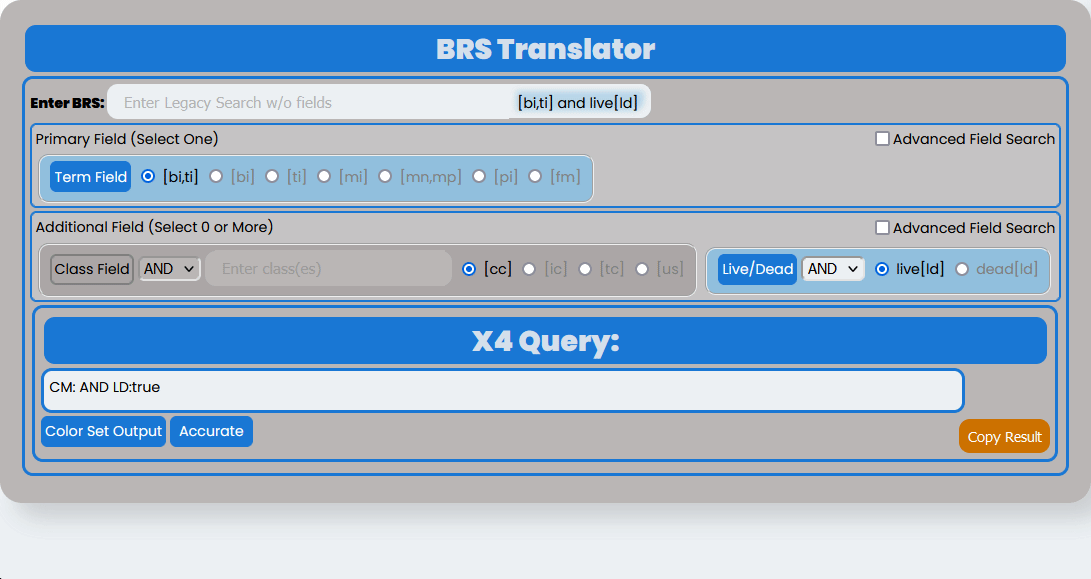 BRS Translator
Enter BRS: Enter Legacy Search w/o fields [bi,ti] and live[ld]
Primary Field (Select One) Advanced Field Search
Term Field [bi,ti] [bi] [ti] [mi] [mn,mp] [pi] [fm]
Additional Field (Select 0 or More) Advanced Field Search
Class Field AND Enter class(es) [cc] [ic] [tc] [us] Live/Dead AND live[ld] dead[ld]
X4 Query:
CM: AND LD:true
Color Set Output Accurate
Copy Result